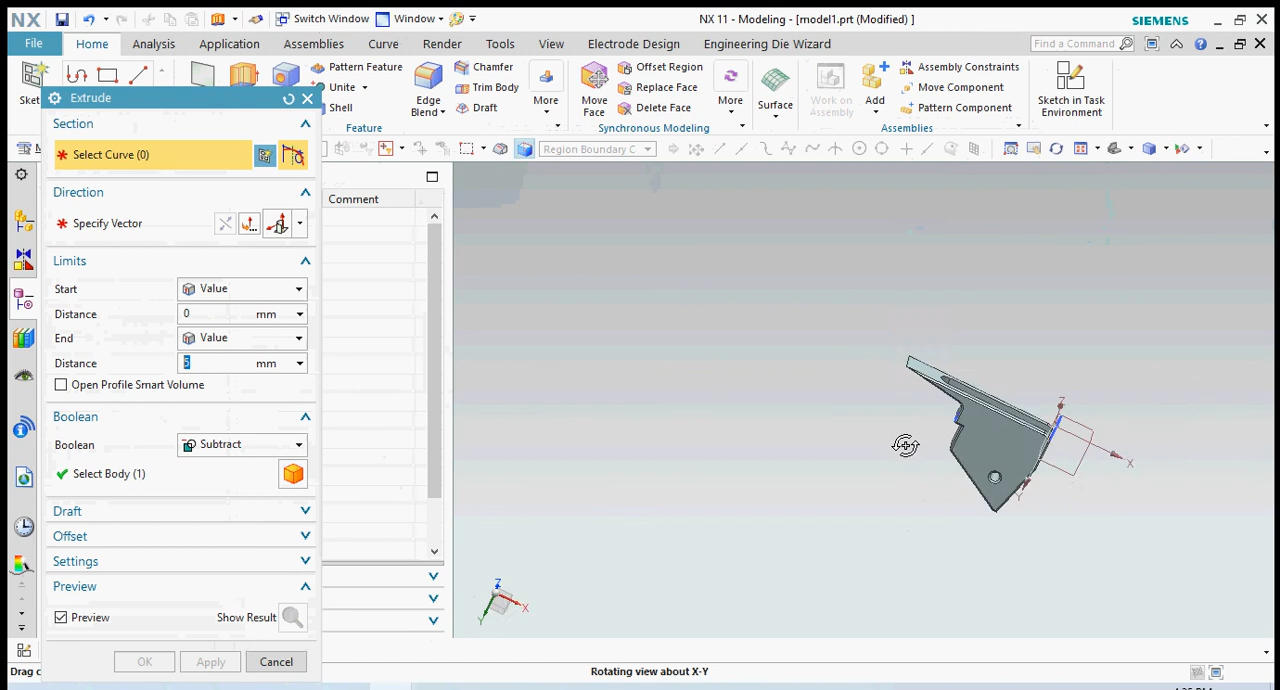 NX
Switch Window
Window
NX 11 - Modeling - [model1.prt (Modified) ]
SIEMENS
File
Home
Analysis
Application
Assemblies
Curve
Render
Tools
View
Electrode Design
Engineering Die Wizard
Find a Command
Pattern Feature
Unite
Shell
Edge
Blend
Chamfer
Trim Body
Draft
More
Feature
Move
Face
Offset Region
Replace Face
Delete Face
More
Synchronous Modeling
Surface
Work on
Assembly
Add
Assembly Constraints
Move Component
Pattern Component
Assemblies
Sketch in Task
Environment
Region Boundary C
Extrude
Section
* Select Curve (0)
Direction
* Specify Vector
Limits
Start
Value
Distance
0
mm
End
Value
Distance
5
mm
Open Profile Smart Volume
Boolean
Boolean
Subtract
Select Body (1)
Draft
Offset
Settings
Preview
Preview
Show Result
OK
Apply
Cancel
Comment
Z
X
Y
Z
X
Y
Rotating view about X-Y